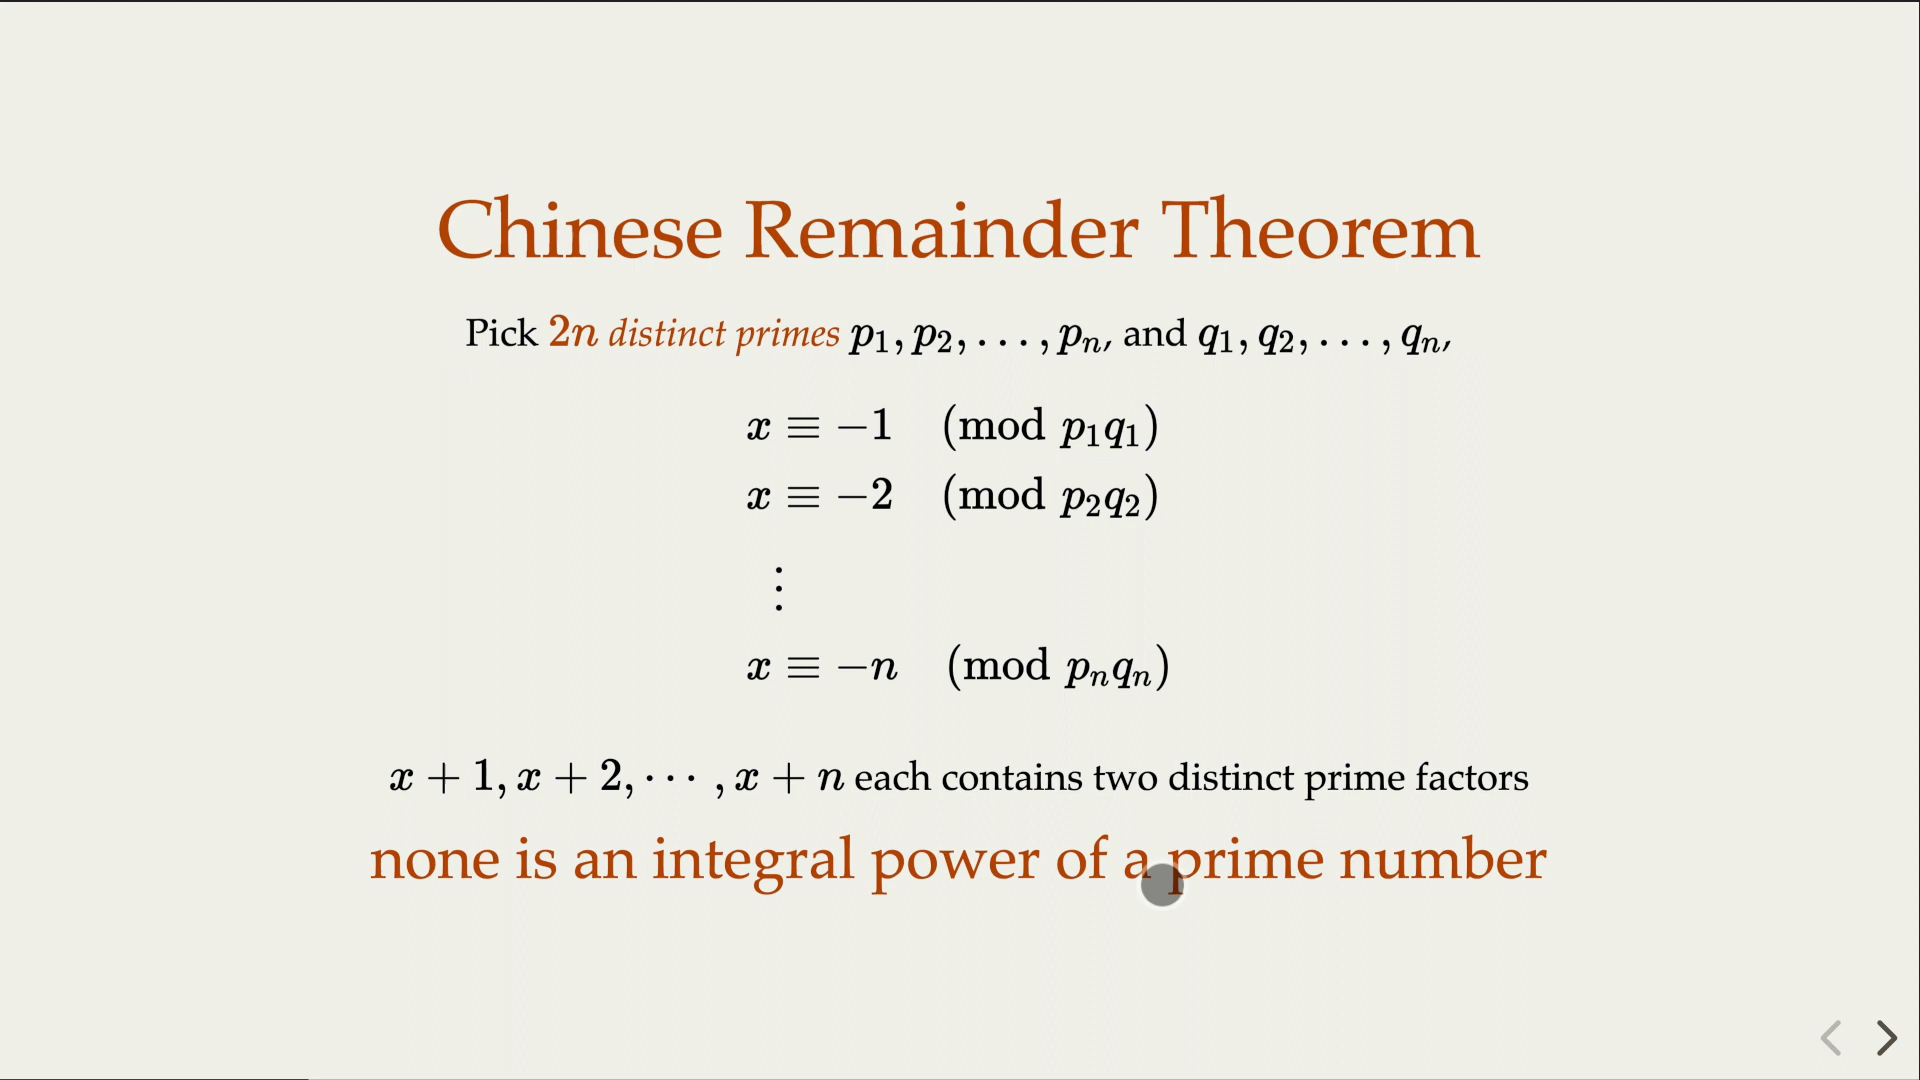 Chinese Remainder Theorem
Pick 2n distinct primes p₁, p₂, . . . , pₙ, and q₁, q₂, . . . , qₙ,
x ≡ −1 (mod p₁q₁)
x ≡ −2 (mod p₂q₂)
⋮
x ≡ −n (mod pₙqₙ)
x + 1, x + 2, ⋯ , x + n each contains two distinct prime factors
none is an integral power of a prime number